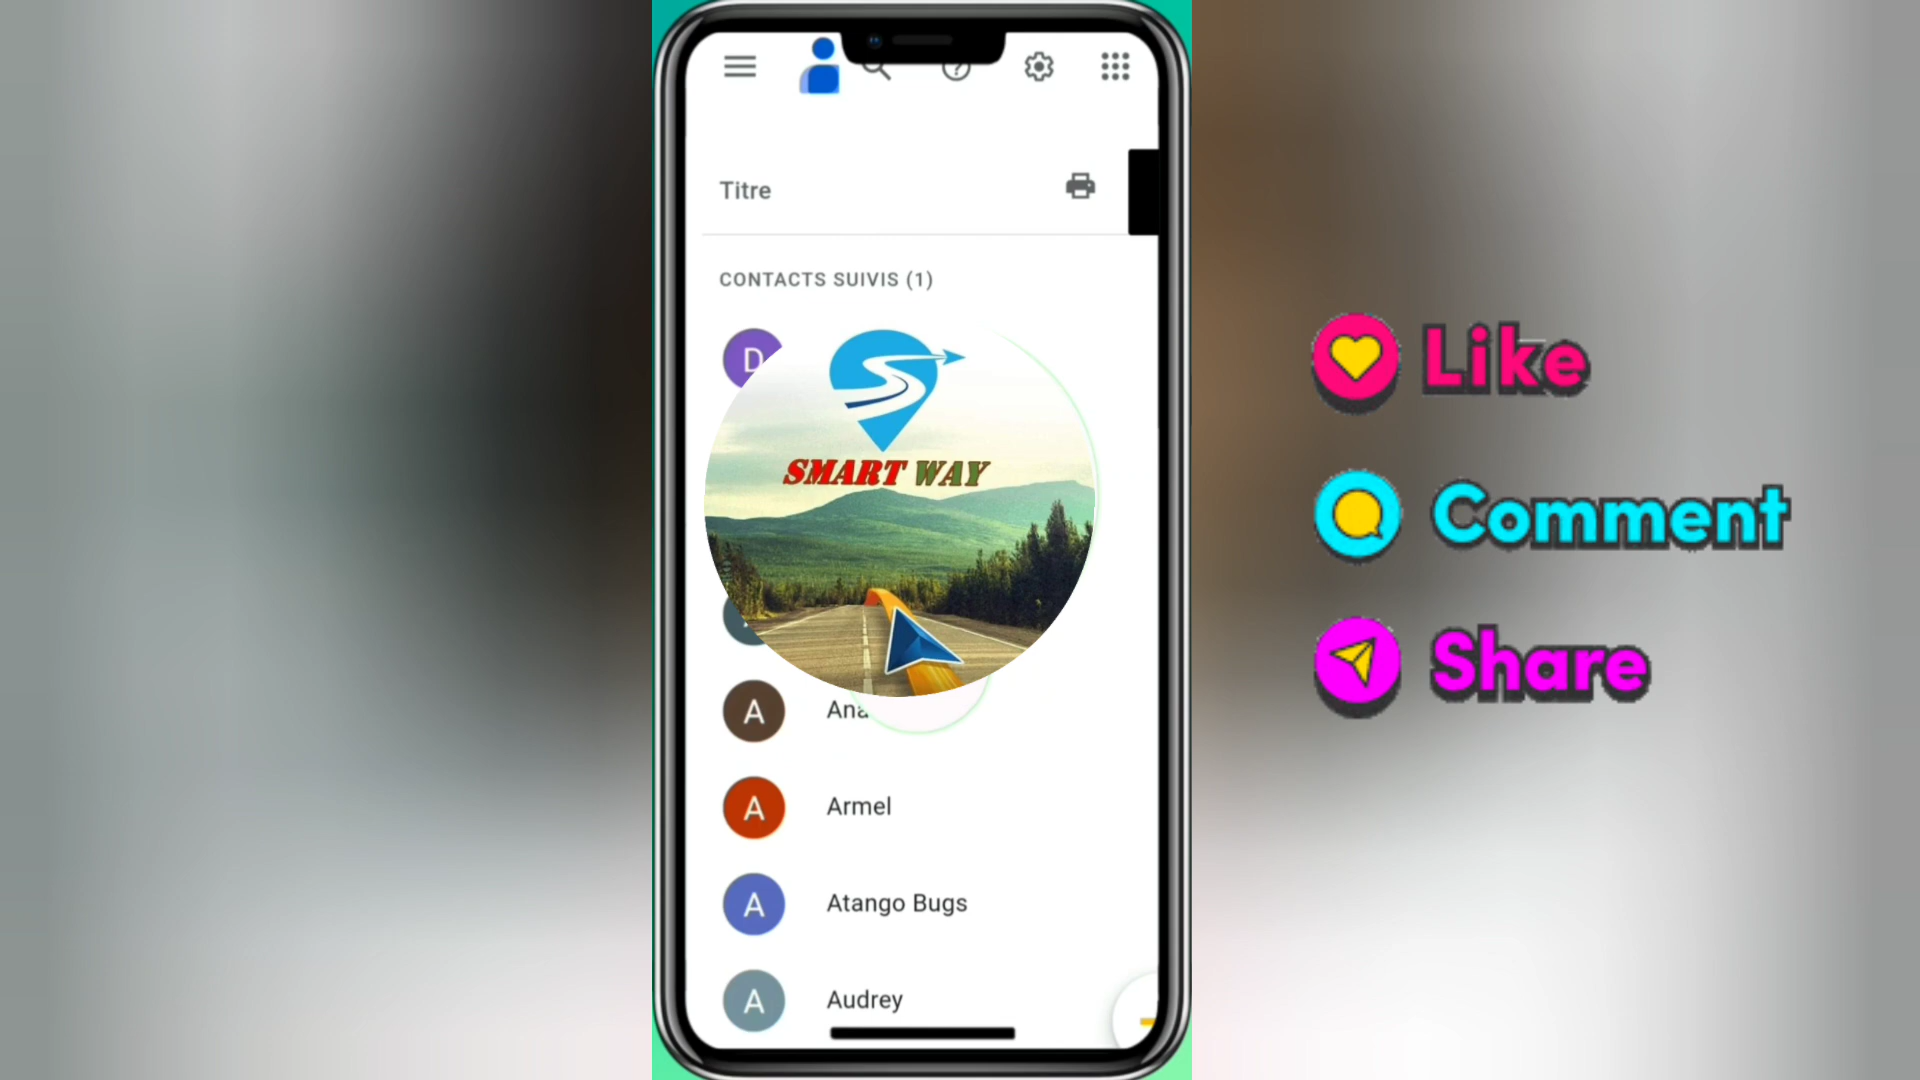 Titre
CONTACTS SUIVIS (1)
D
SMART WAY
A
A
Armel
A
Atango Bugs
A
Audrey
Like
Comment
Share